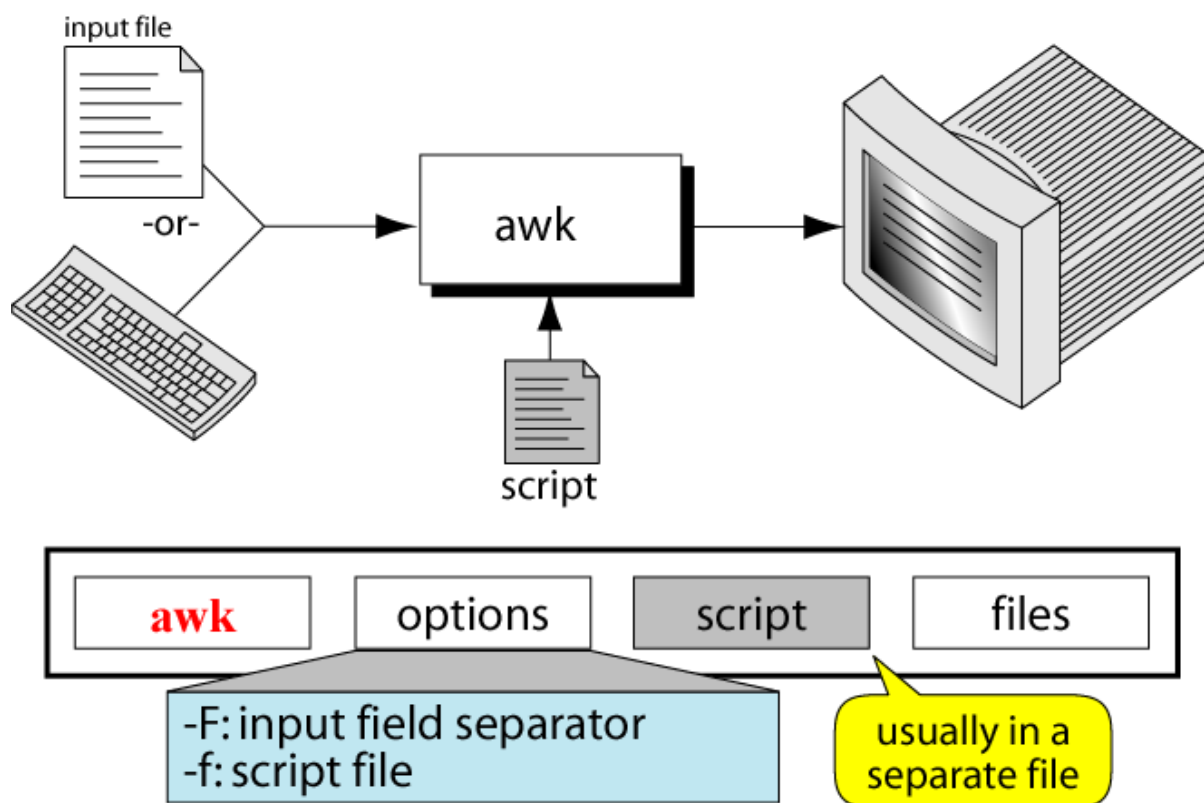 input file
-or-
awk
script
awk
options
script
files
-F: input field separator
-f: script file
usually in a
separate file